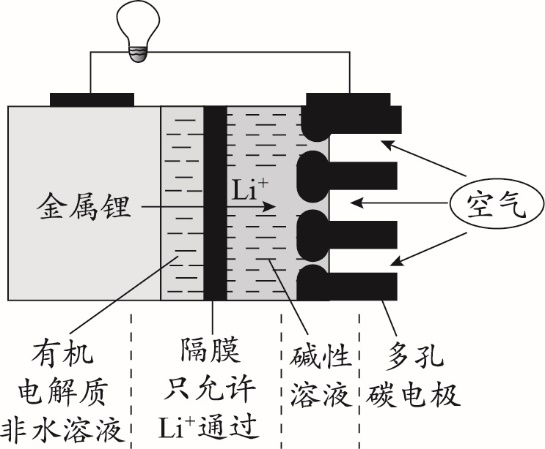 金属锂
Li⁺
空气
有机
电解质
非水溶液
隔膜
只允许
Li⁺通过
碱性
溶液
多孔
碳电极